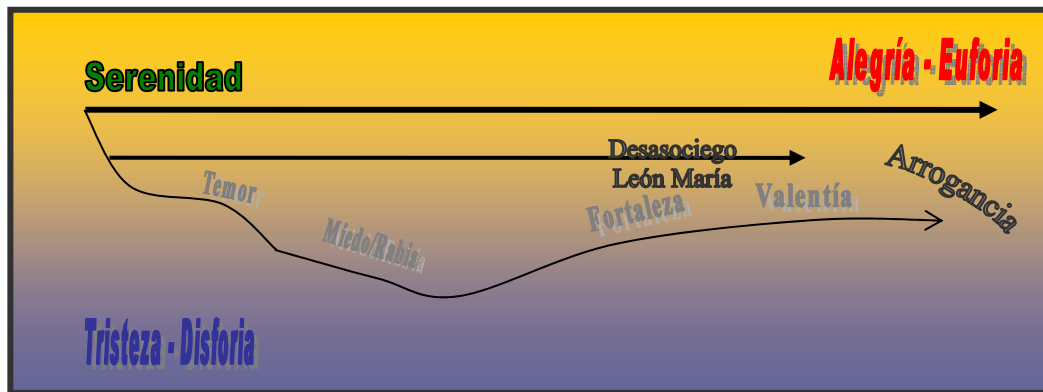 Alegría - Euforia
Serenidad
Desasociego
León María
Arrogancia
Temor
Valentía
Fortaleza
Miedo/Rabia
Tristeza - Disforia